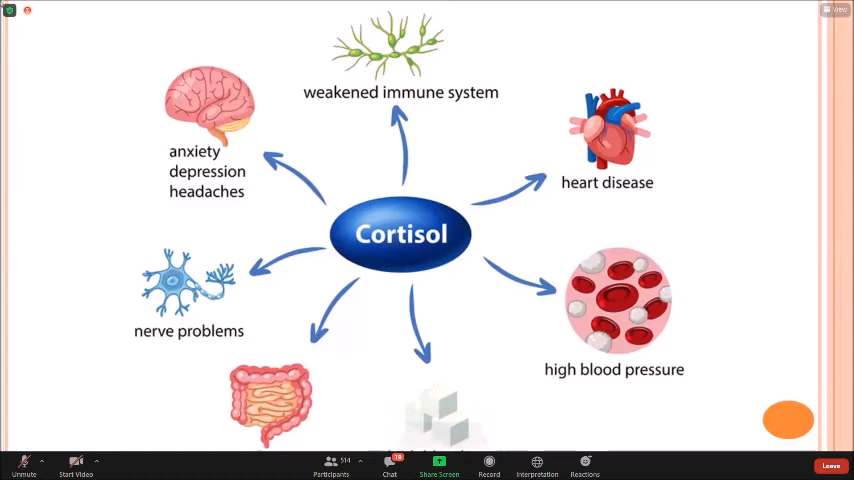 View
weakened immune system
anxiety
depression
headaches
heart disease
Cortisol
nerve problems
high blood pressure
514
19
Unmute
Start Video
Participants
Chat
Share Screen
Record
Interpretation
Reactions
Leave